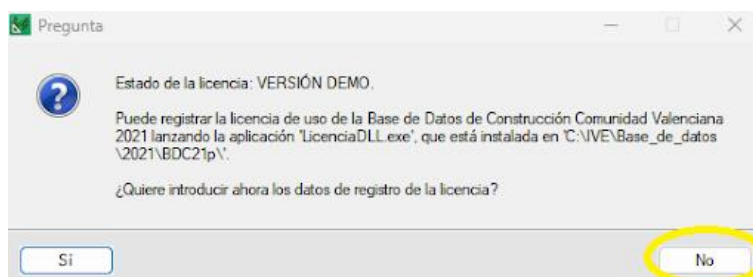 Pregunta
Estado de la licencia: VERSIÓN DEMO.
Puede registrar la licencia de uso de la Base de Datos de Construcción Comunidad Valenciana
2021 lanzando la aplicación 'LicenciaDLL.exe', que está instalada en 'C:\IVE\Base_de_datos
\2021\BDC21p\'.
¿Quiere introducir ahora los datos de registro de la licencia?
Sí
No